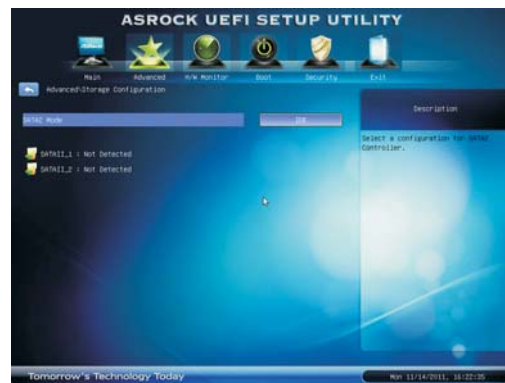 ASROCK UEFI SETUP UTILITY
Main Advanced H/W Monitor Boot Security Exit
Advanced\Storage Configuration
Description
SATA2 Mode IDE
Select a configuration for SATA2
Controller.
SATAII_1 : Not Detected
SATAII_2 : Not Detected
Tomorrow's Technology Today
Mon 11/14/2011, 16:22:35